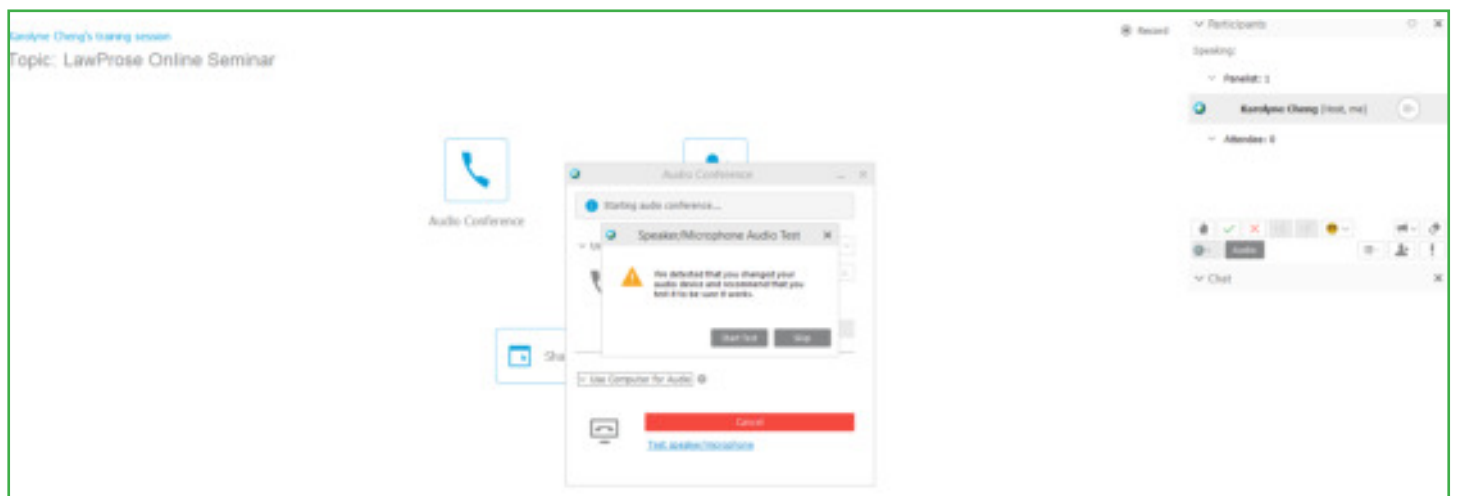 Karolyne Cheng's training session
Topic: LawProse Online Seminar
Record
Audio Conference
Audio Conference
Starting audio conference...
Speaker/Microphone Audio Test
We detected that you changed your
audio device and recommend that you
test it to be sure it works.
Start Test
Skip
Use Computer for Audio
Cancel
Test speaker/microphone
Participants
Speaking:
Panelist: 1
Karolyne Cheng (Host, me)
Attendee: 0
Audio
Chat